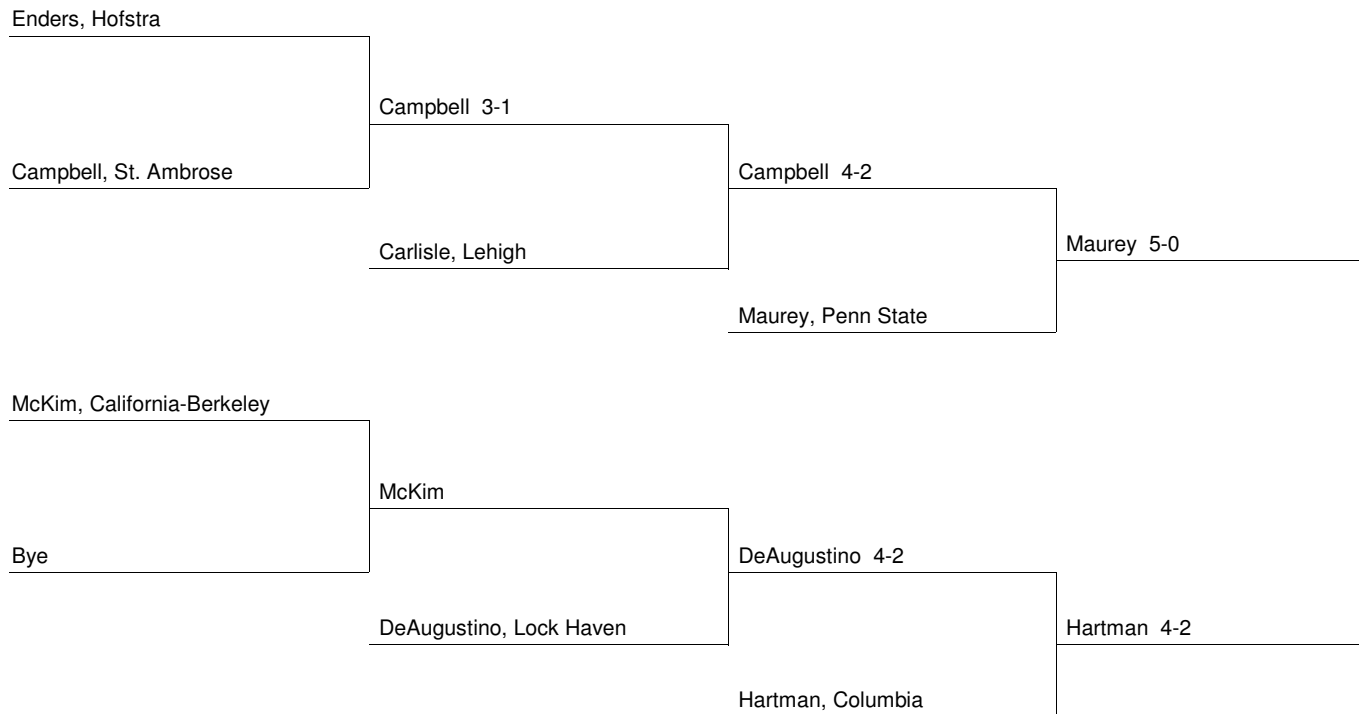 Enders, Hofstra
Campbell 3-1
Campbell, St. Ambrose
Campbell 4-2
Carlisle, Lehigh
Maurey 5-0
Maurey, Penn State
McKim, California-Berkeley
McKim
Bye
DeAugustino 4-2
DeAugustino, Lock Haven
Hartman 4-2
Hartman, Columbia